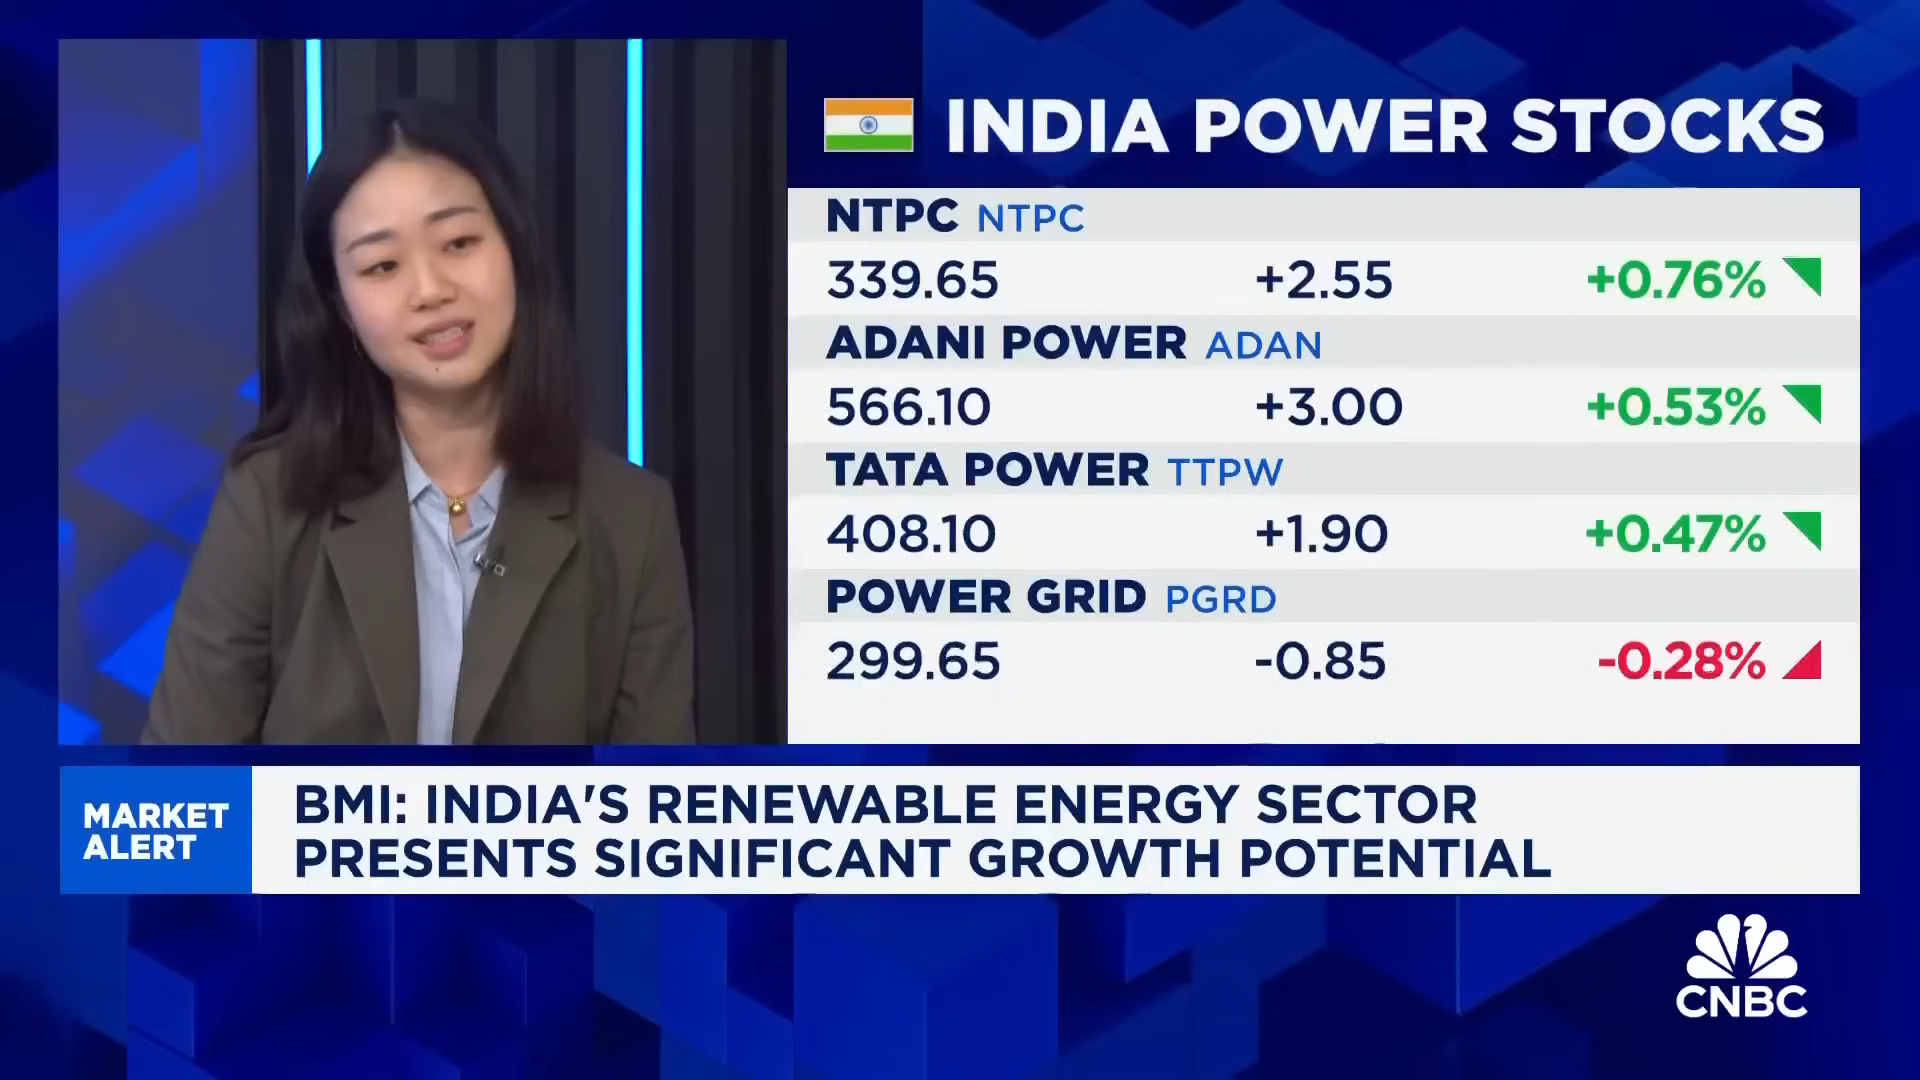 INDIA POWER STOCKS
NTPC NTPC
339.65 +2.55 +0.76%
ADANI POWER ADAN
566.10 +3.00 +0.53%
TATA POWER TTPW
408.10 +1.90 +0.47%
POWER GRID PGRD
299.65 -0.85 -0.28%
MARKET
ALERT
BMI: INDIA'S RENEWABLE ENERGY SECTOR
PRESENTS SIGNIFICANT GROWTH POTENTIAL
CNBC